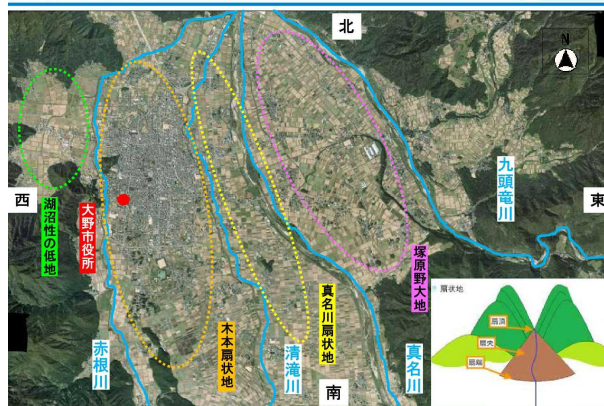 北
N
西
東
南
湖沼性の低地
大野市役所
赤根川
木本扇状地
清滝川
真名川扇状地
真名川
塚原野大地
九頭竜川
扇状地
扇頂
扇央
扇端